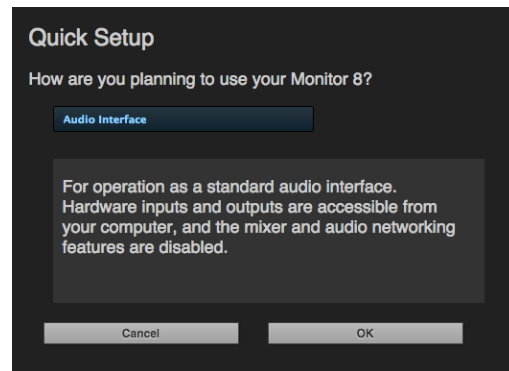 Quick Setup
How are you planning to use your Monitor 8?
Audio Interface
For operation as a standard audio interface.
Hardware inputs and outputs are accessible from
your computer, and the mixer and audio networking
features are disabled.
Cancel
OK